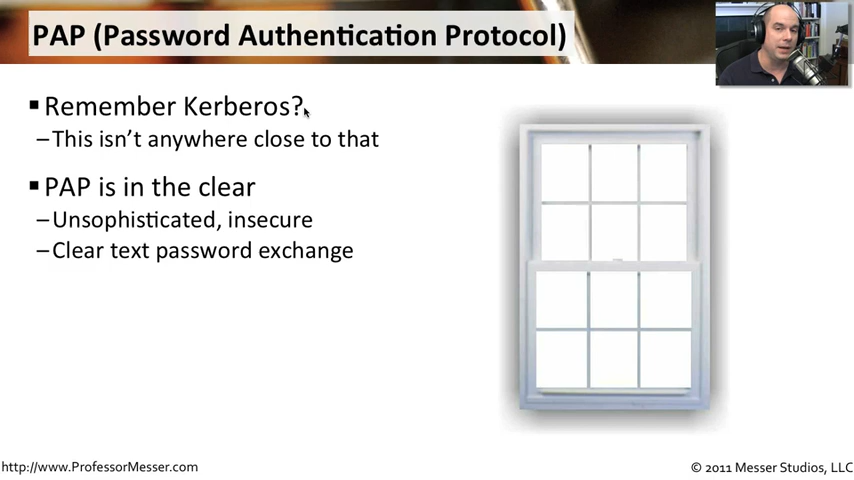 PAP (Password Authentication Protocol)
▪ Remember Kerberos?
–This isn't anywhere close to that
▪ PAP is in the clear
–Unsophisticated, insecure
–Clear text password exchange
http://www.ProfessorMesser.com
© 2011 Messer Studios, LLC